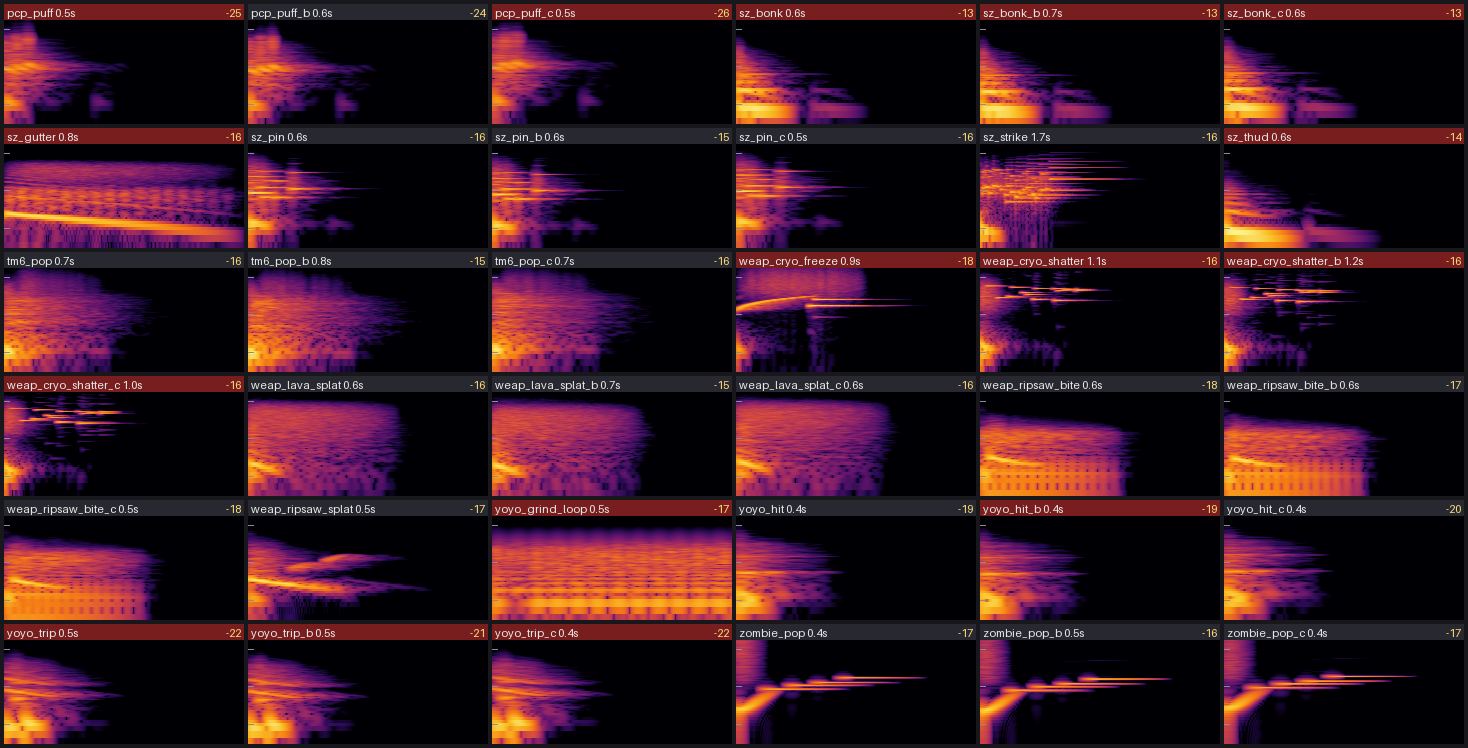 pcp_puff 0.5s -25 pcp_puff_b 0.6s -24 pcp_puff_c 0.5s -26 sz_bonk 0.6s -13 sz_bonk_b 0.7s -13 sz_bonk_c 0.6s -13
sz_gutter 0.8s -16 sz_pin 0.6s -16 sz_pin_b 0.6s -15 sz_pin_c 0.5s -16 sz_strike 1.7s -16 sz_thud 0.6s -14
tm6_pop 0.7s -16 tm6_pop_b 0.8s -15 tm6_pop_c 0.7s -16 weap_cryo_freeze 0.9s -18 weap_cryo_shatter 1.1s -16 weap_cryo_shatter_b 1.2s -16
weap_cryo_shatter_c 1.0s -16 weap_lava_splat 0.6s -16 weap_lava_splat_b 0.7s -15 weap_lava_splat_c 0.6s -16 weap_ripsaw_bite 0.6s -18 weap_ripsaw_bite_b 0.6s -17
weap_ripsaw_bite_c 0.5s -18 weap_ripsaw_splat 0.5s -17 yoyo_grind_loop 0.5s -17 yoyo_hit 0.4s -19 yoyo_hit_b 0.4s -19 yoyo_hit_c 0.4s -20
yoyo_trip 0.5s -22 yoyo_trip_b 0.5s -21 yoyo_trip_c 0.4s -22 zombie_pop 0.4s -17 zombie_pop_b 0.5s -16 zombie_pop_c 0.4s -17